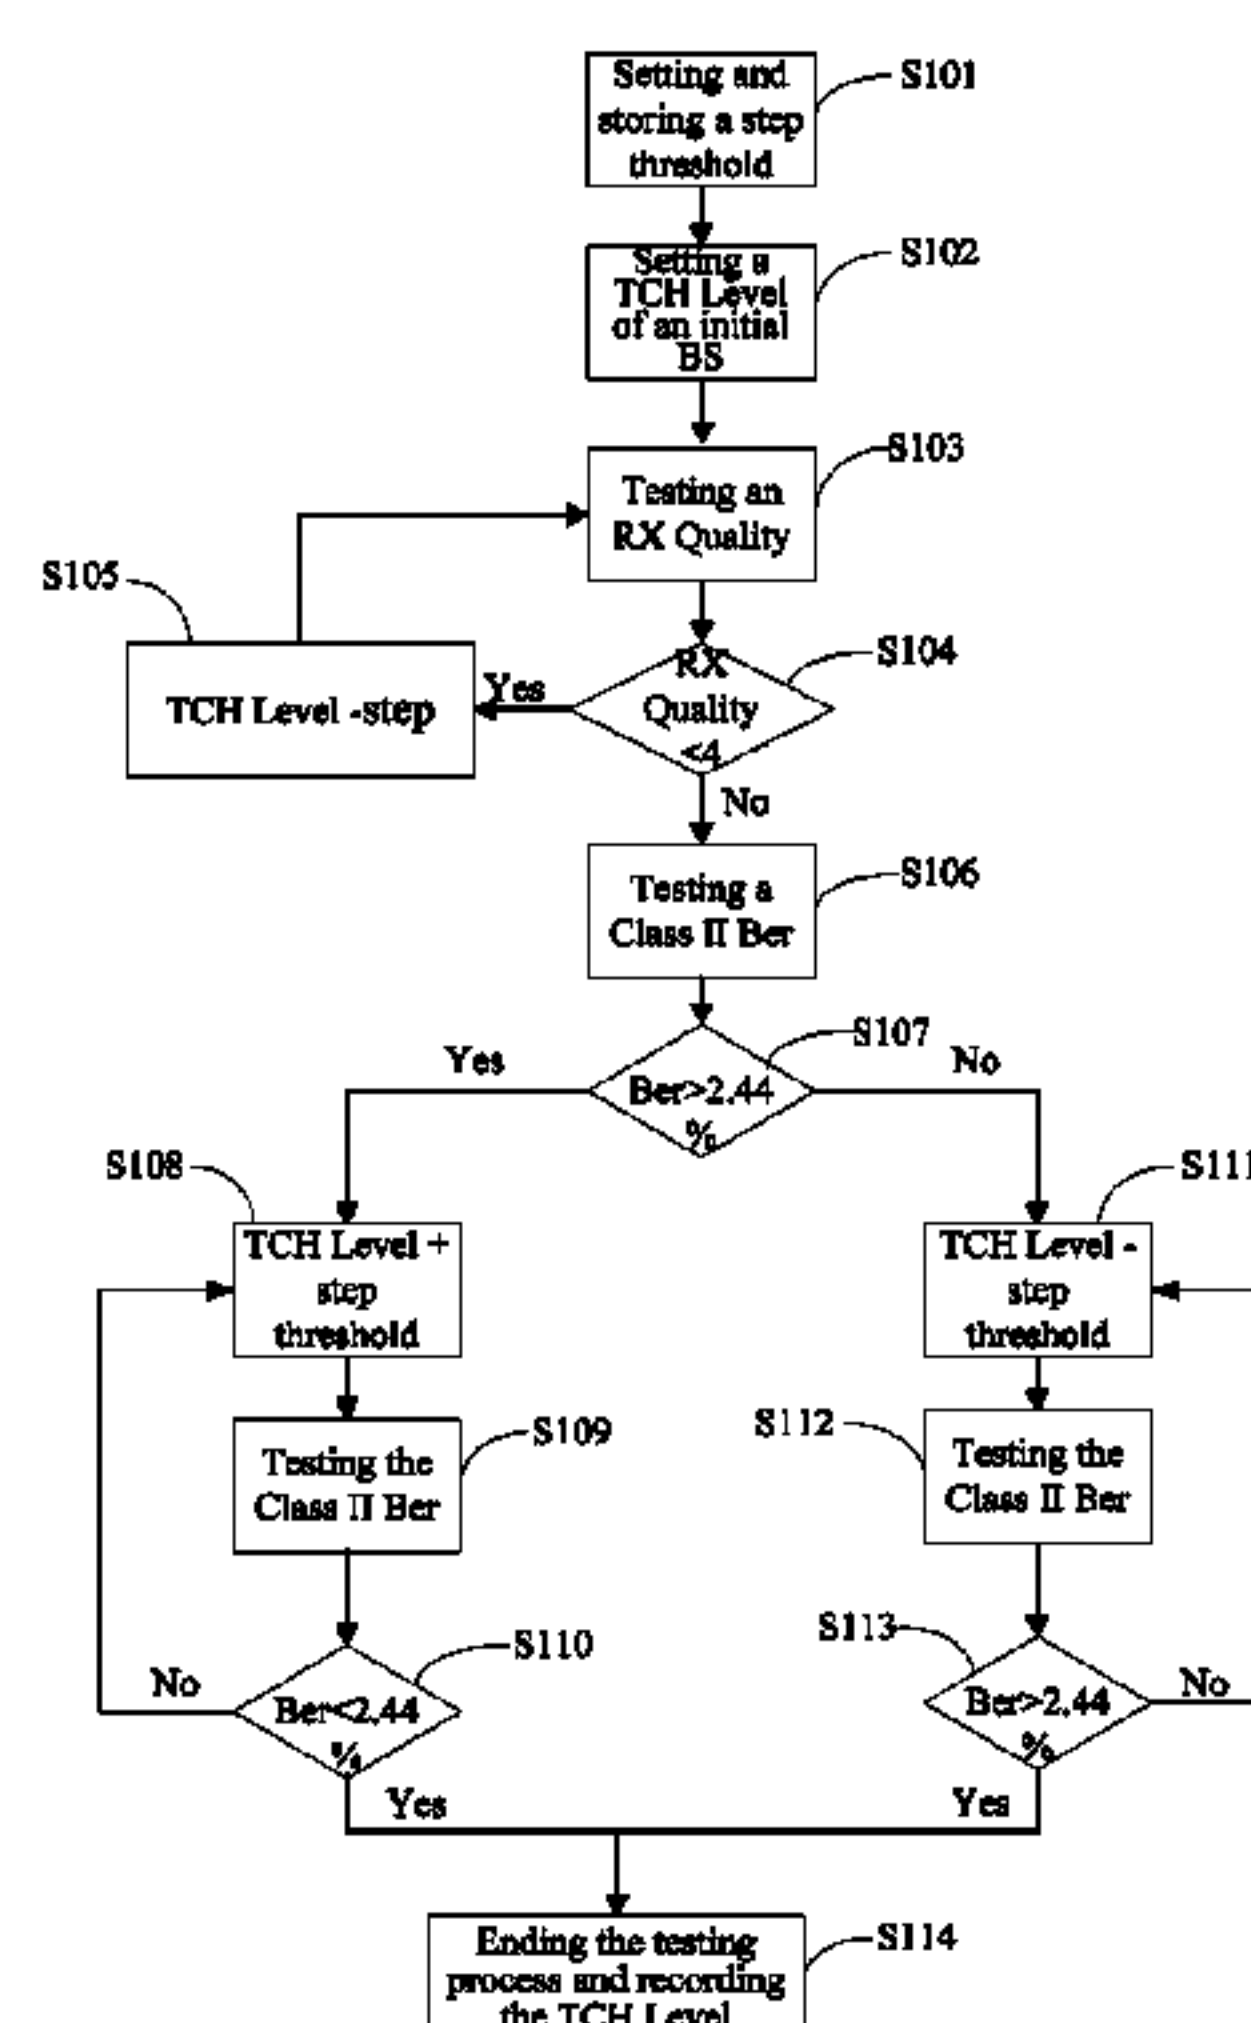 Setting and
storing a step
threshold
S101
Setting a
TCH Level
of an initial
BS
S102
Testing an
RX Quality
S103
S105
TCH Level -step
Yes
RX
Quality
<4
S104
No
Testing a
Class II Ber
S106
Yes
Ber>2.44
%
S107
No
S108
TCH Level +
step
threshold
S111
TCH Level -
step
threshold
Testing the
Class II Ber
S109
S112
Testing the
Class II Ber
No
Ber<2.44
%
S110
Yes
S113
Ber>2.44
%
No
Yes
Ending the testing
process and recording
the TCH Level
S114